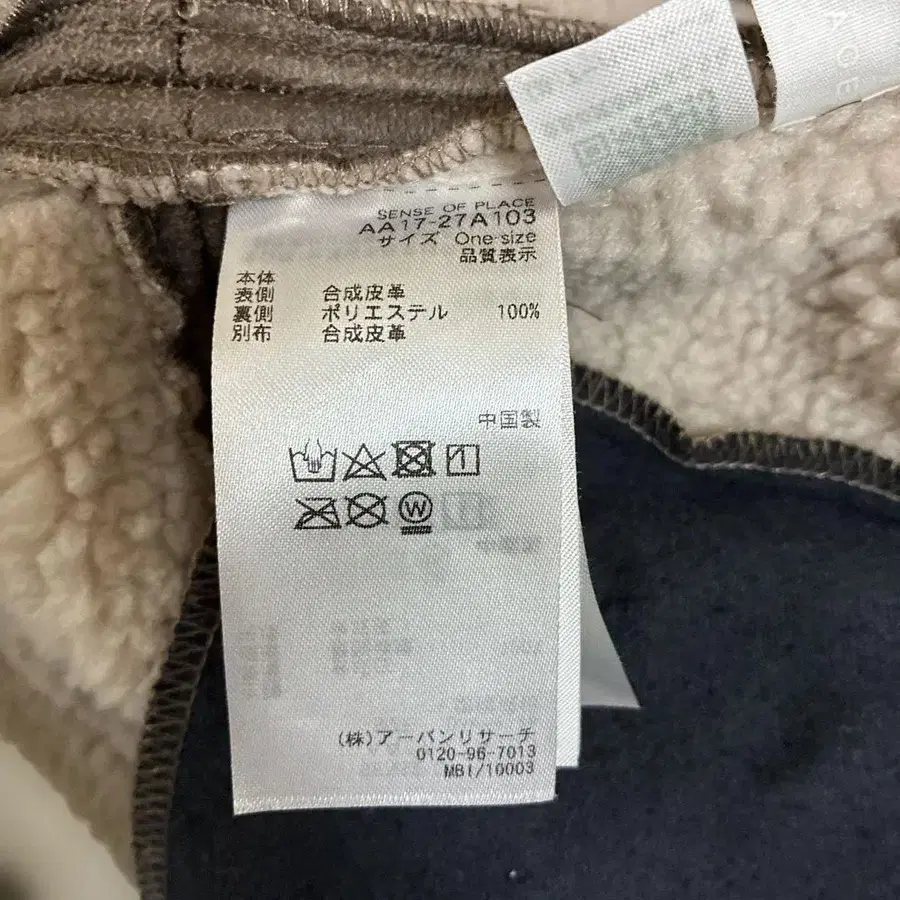 SENSE OF PLACE
AA17-27A103
サイズ One-size
品質表示
本体
表側 合成皮革
裏側 ポリエステル 100%
別布 合成皮革
中国製
W
(株)アーバンリサーチ
0120-96-7013
MBI/10003